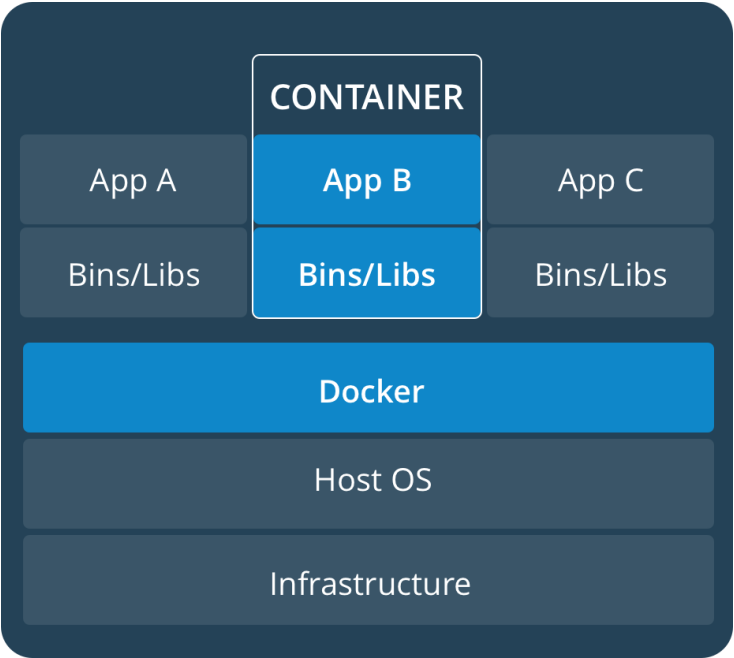 CONTAINER
App A
App B
App C
Bins/Libs
Bins/Libs
Bins/Libs
Docker
Host OS
Infrastructure